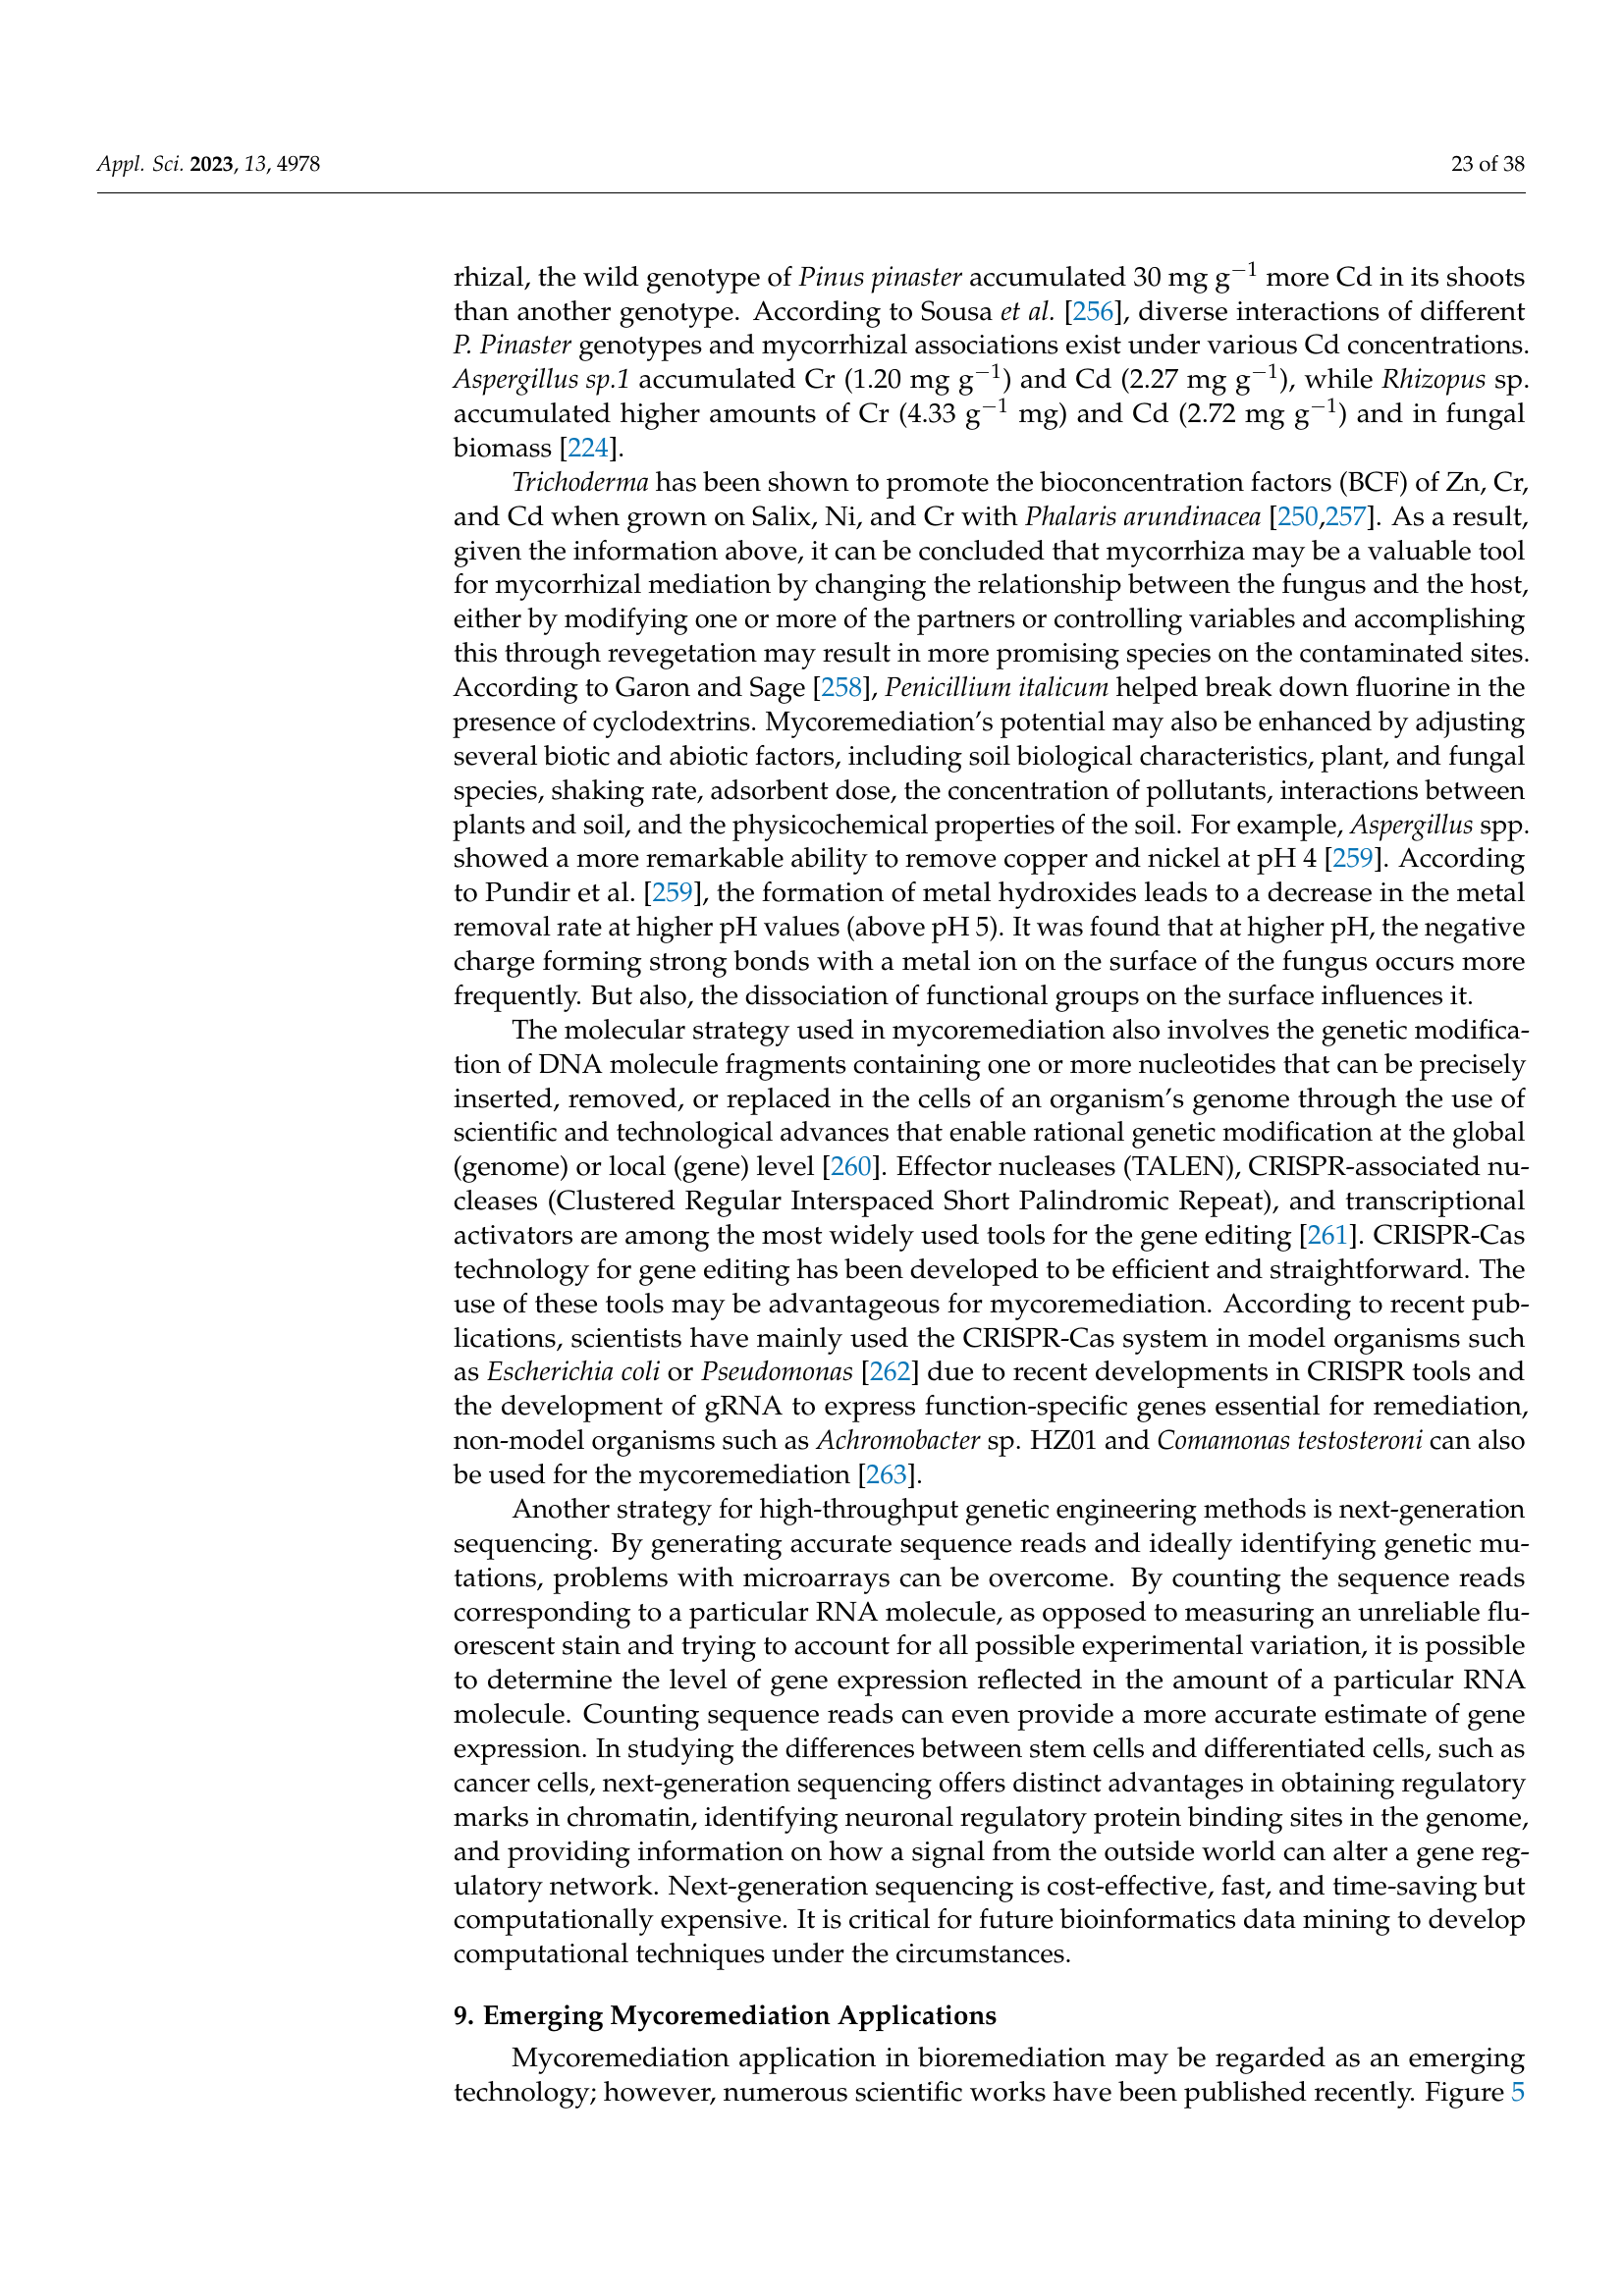 Appl. Sci. 2023, 13, 4978
23 of 38
rhizal, the wild genotype of Pinus pinaster accumulated 30 mg g−1 more Cd in its shoots
than another genotype. According to Sousa et al. [256], diverse interactions of different
P. Pinaster genotypes and mycorrhizal associations exist under various Cd concentrations.
Aspergillus sp.1 accumulated Cr (1.20 mg g−1) and Cd (2.27 mg g−1), while Rhizopus sp.
accumulated higher amounts of Cr (4.33 g−1 mg) and Cd (2.72 mg g−1) and in fungal
biomass [224].
Trichoderma has been shown to promote the bioconcentration factors (BCF) of Zn, Cr,
and Cd when grown on Salix, Ni, and Cr with Phalaris arundinacea [250,257]. As a result,
given the information above, it can be concluded that mycorrhiza may be a valuable tool
for mycorrhizal mediation by changing the relationship between the fungus and the host,
either by modifying one or more of the partners or controlling variables and accomplishing
this through revegetation may result in more promising species on the contaminated sites.
According to Garon and Sage [258], Penicillium italicum helped break down fluorine in the
presence of cyclodextrins. Mycoremediation's potential may also be enhanced by adjusting
several biotic and abiotic factors, including soil biological characteristics, plant, and fungal
species, shaking rate, adsorbent dose, the concentration of pollutants, interactions between
plants and soil, and the physicochemical properties of the soil. For example, Aspergillus spp.
showed a more remarkable ability to remove copper and nickel at pH 4 [259]. According
to Pundir et al. [259], the formation of metal hydroxides leads to a decrease in the metal
removal rate at higher pH values (above pH 5). It was found that at higher pH, the negative
charge forming strong bonds with a metal ion on the surface of the fungus occurs more
frequently. But also, the dissociation of functional groups on the surface influences it.
The molecular strategy used in mycoremediation also involves the genetic modifica-
tion of DNA molecule fragments containing one or more nucleotides that can be precisely
inserted, removed, or replaced in the cells of an organism's genome through the use of
scientific and technological advances that enable rational genetic modification at the global
(genome) or local (gene) level [260]. Effector nucleases (TALEN), CRISPR-associated nu-
cleases (Clustered Regular Interspaced Short Palindromic Repeat), and transcriptional
activators are among the most widely used tools for the gene editing [261]. CRISPR-Cas
technology for gene editing has been developed to be efficient and straightforward. The
use of these tools may be advantageous for mycoremediation. According to recent pub-
lications, scientists have mainly used the CRISPR-Cas system in model organisms such
as Escherichia coli or Pseudomonas [262] due to recent developments in CRISPR tools and
the development of gRNA to express function-specific genes essential for remediation,
non-model organisms such as Achromobacter sp. HZ01 and Comamonas testosteroni can also
be used for the mycoremediation [263].
Another strategy for high-throughput genetic engineering methods is next-generation
sequencing. By generating accurate sequence reads and ideally identifying genetic mu-
tations, problems with microarrays can be overcome. By counting the sequence reads
corresponding to a particular RNA molecule, as opposed to measuring an unreliable flu-
orescent stain and trying to account for all possible experimental variation, it is possible
to determine the level of gene expression reflected in the amount of a particular RNA
molecule. Counting sequence reads can even provide a more accurate estimate of gene
expression. In studying the differences between stem cells and differentiated cells, such as
cancer cells, next-generation sequencing offers distinct advantages in obtaining regulatory
marks in chromatin, identifying neuronal regulatory protein binding sites in the genome,
and providing information on how a signal from the outside world can alter a gene reg-
ulatory network. Next-generation sequencing is cost-effective, fast, and time-saving but
computationally expensive. It is critical for future bioinformatics data mining to develop
computational techniques under the circumstances.
9. Emerging Mycoremediation Applications
Mycoremediation application in bioremediation may be regarded as an emerging
technology; however, numerous scientific works have been published recently. Figure 5